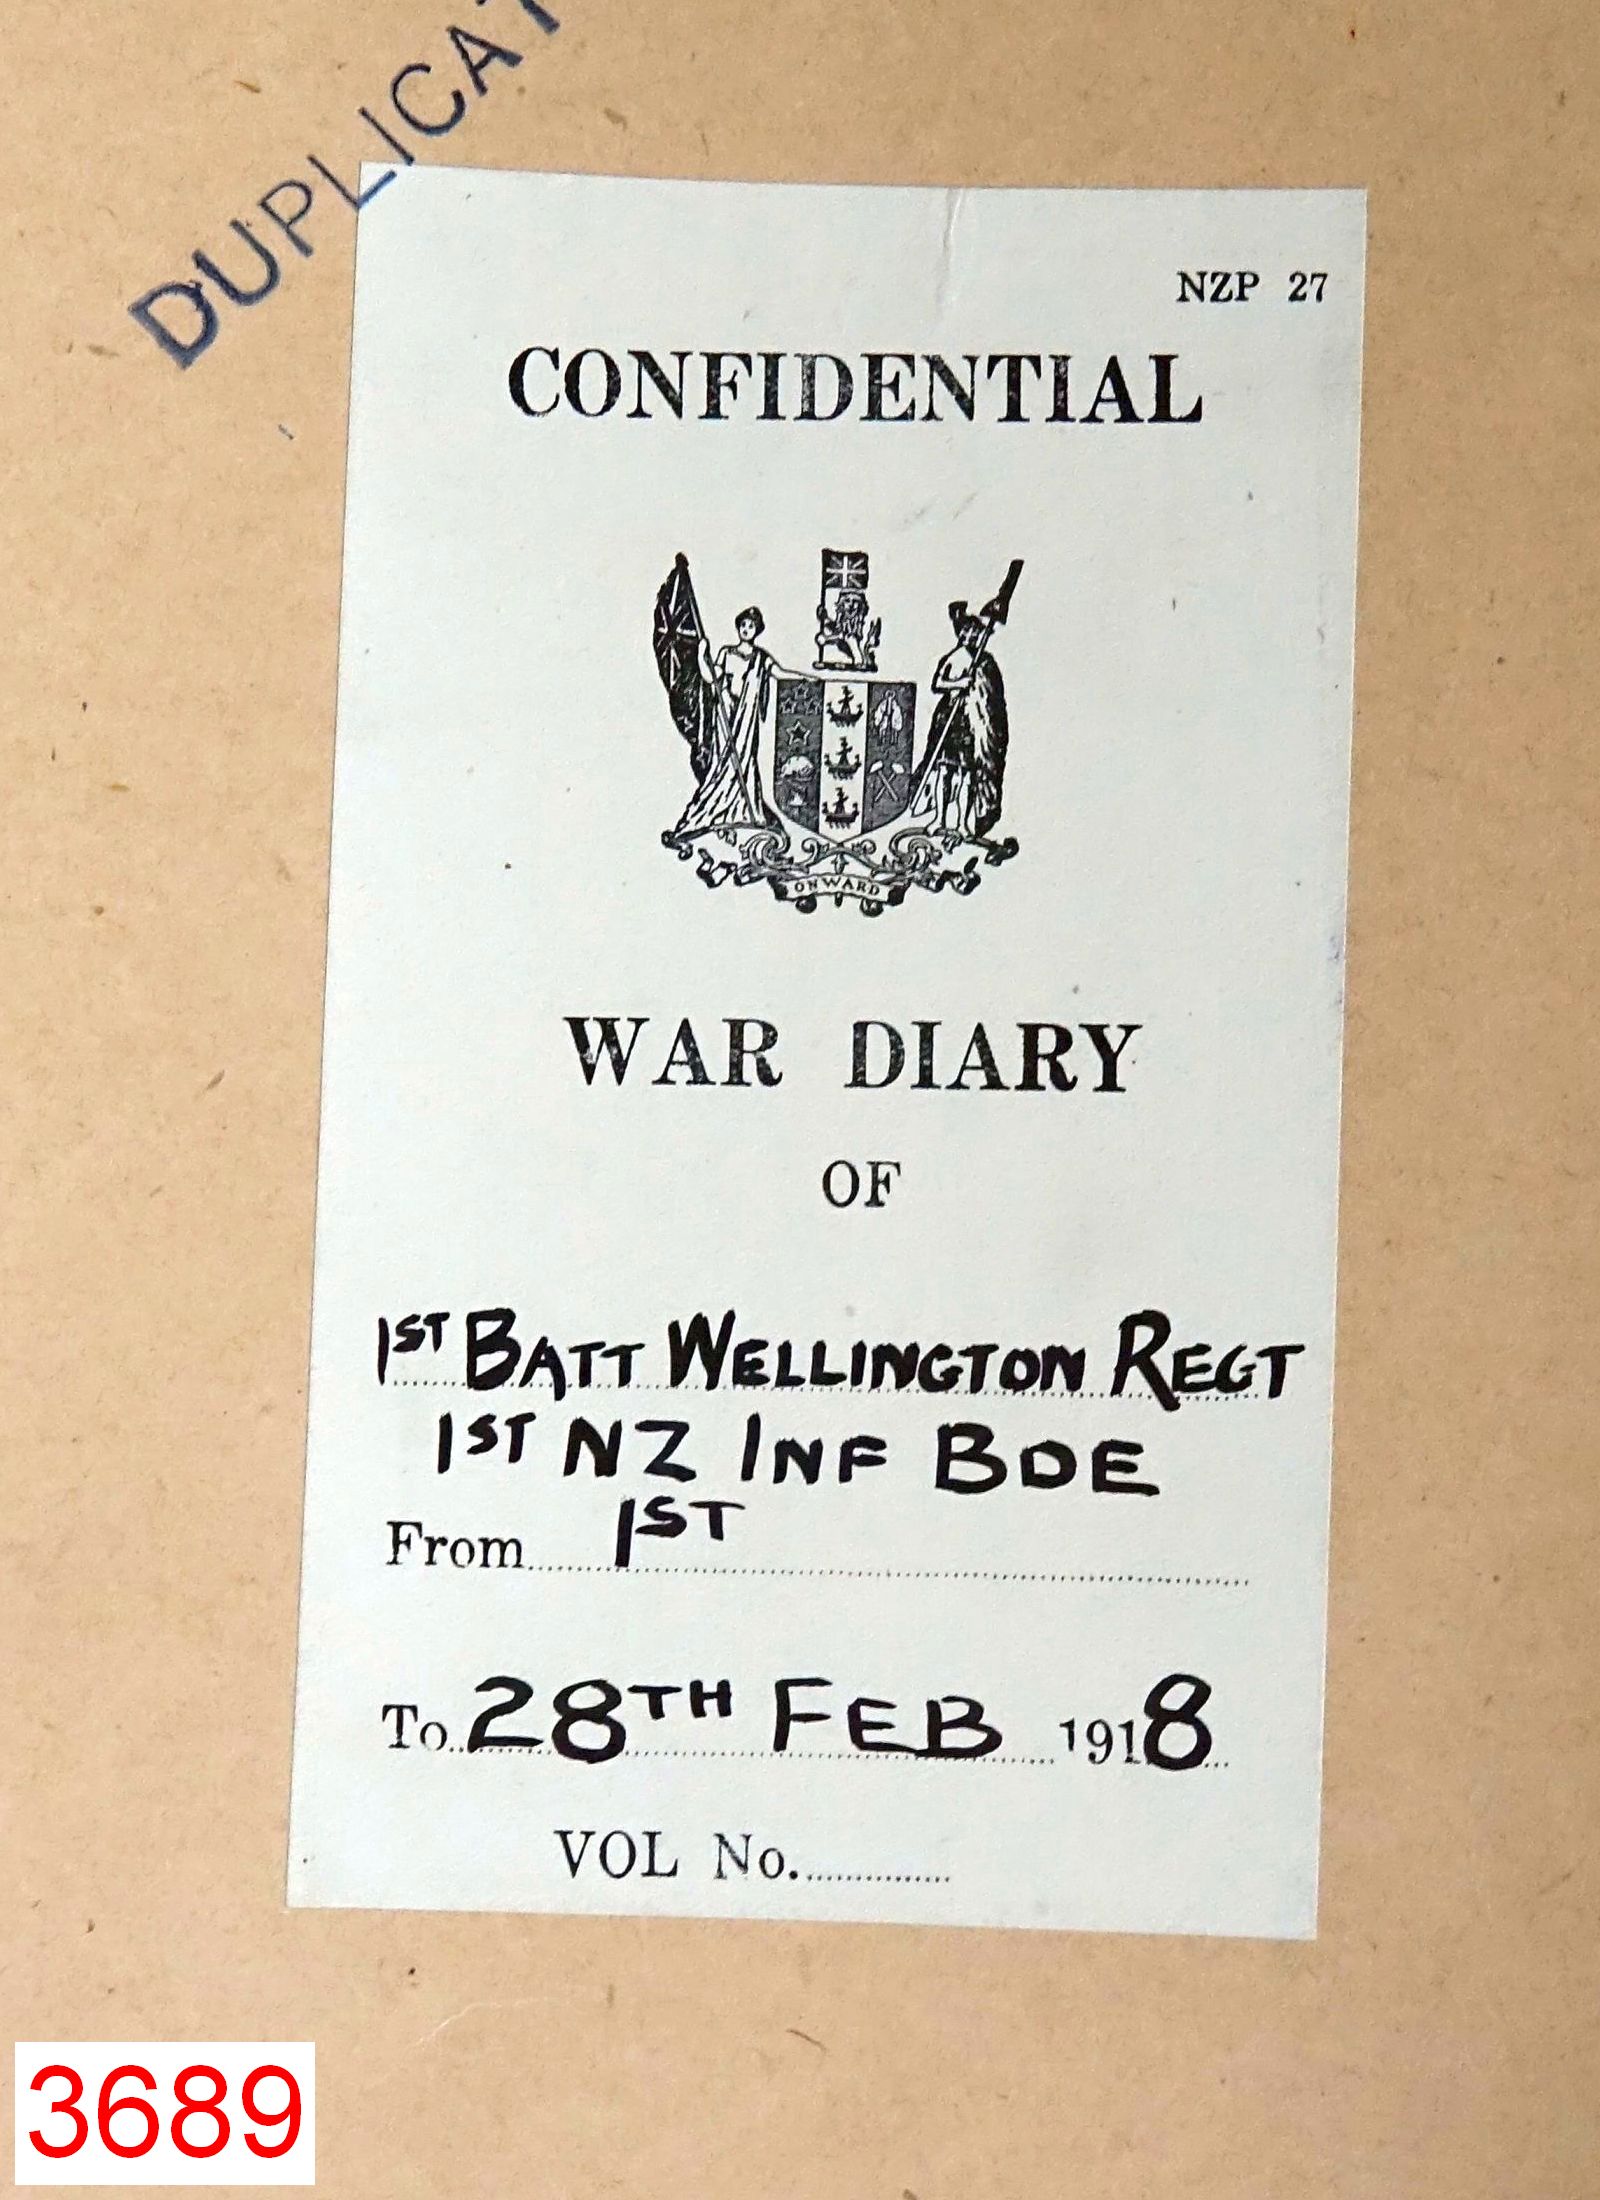 DUPLICAT
NZP 27
CONFIDENTIAL
ONWARD
WAR DIARY
OF
1ST BATT WELLINGTON REGT
1ST NZ INF BDE
From 1ST
To 28TH FEB 1918
VOL No.
3689